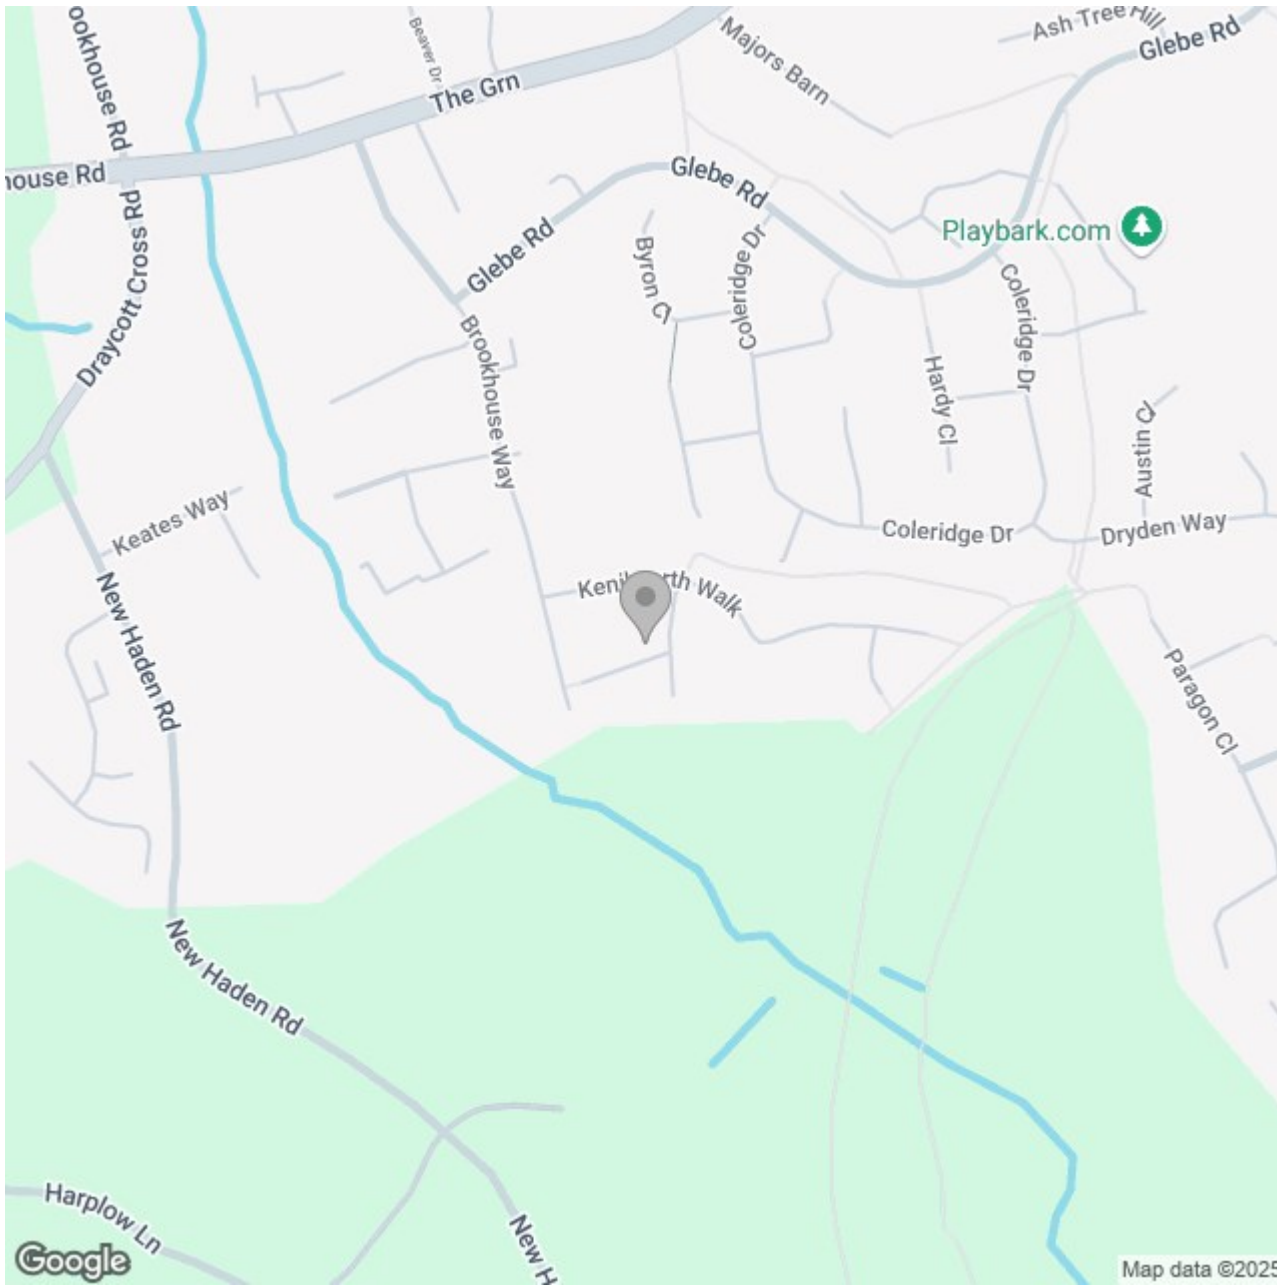 ookhouse Rd
Beaver Dr
The Grn
Majors Barn
Ash Tree Hill
Glebe Rd
house Rd
Draycott Cross Rd
Glebe Rd
Glebe Rd
Byron Cl
Coleridge Dr
Playbark.com
Coleridge Dr
Brookhouse Way
Hardy Cl
Austin Cl
Keates Way
Coleridge Dr
Dryden Way
New Haden Rd
Walk
Paragon Cl
New Haden Rd
Harplow Ln
New H
Google
Map data ©2025